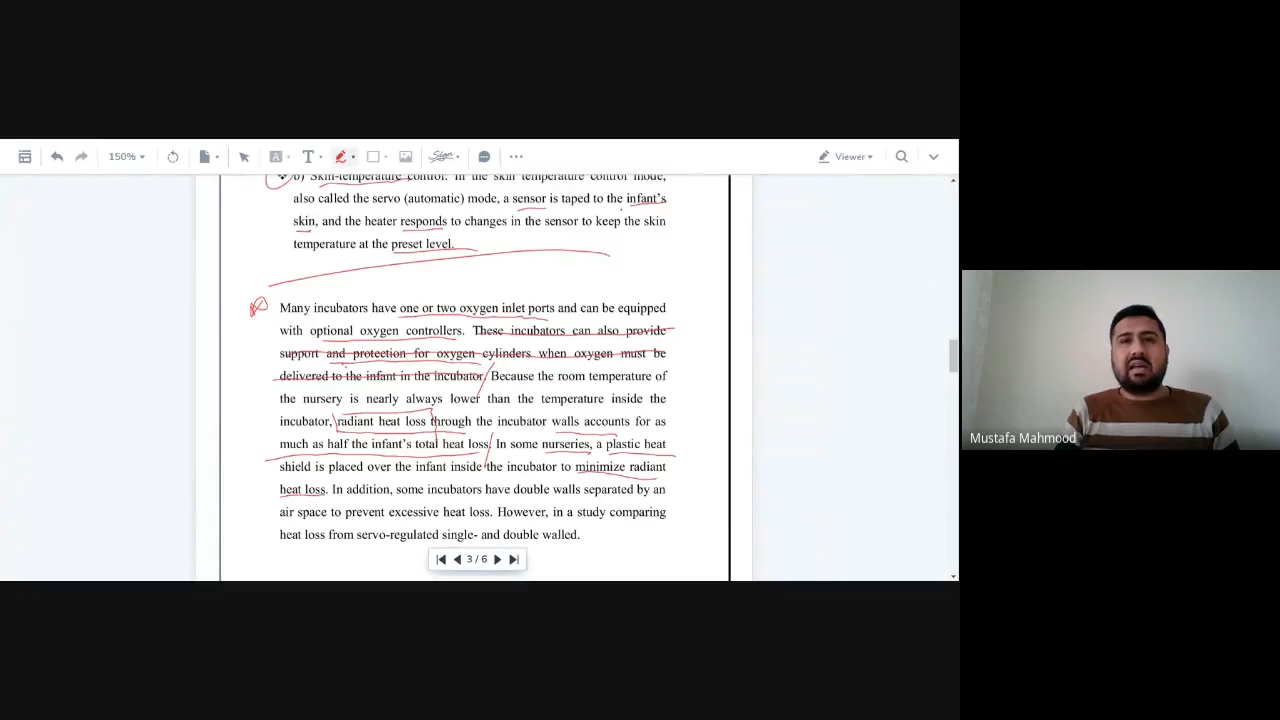 150%
T
Sign
Viewer
b) Skin-temperature control. In the skin temperature control mode,
also called the servo (automatic) mode, a sensor is taped to the infant's
skin, and the heater responds to changes in the sensor to keep the skin
temperature at the preset level.
Many incubators have one or two oxygen inlet ports and can be equipped
with optional oxygen controllers. These incubators can also provide
support and protection for oxygen cylinders when oxygen must be
delivered to the infant in the incubator. Because the room temperature of
the nursery is nearly always lower than the temperature inside the
incubator, radiant heat loss through the incubator walls accounts for as
much as half the infant's total heat loss. In some nurseries, a plastic heat
shield is placed over the infant inside the incubator to minimize radiant
heat loss. In addition, some incubators have double walls separated by an
air space to prevent excessive heat loss. However, in a study comparing
heat loss from servo-regulated single- and double walled.
3 / 6
Mustafa Mahmood